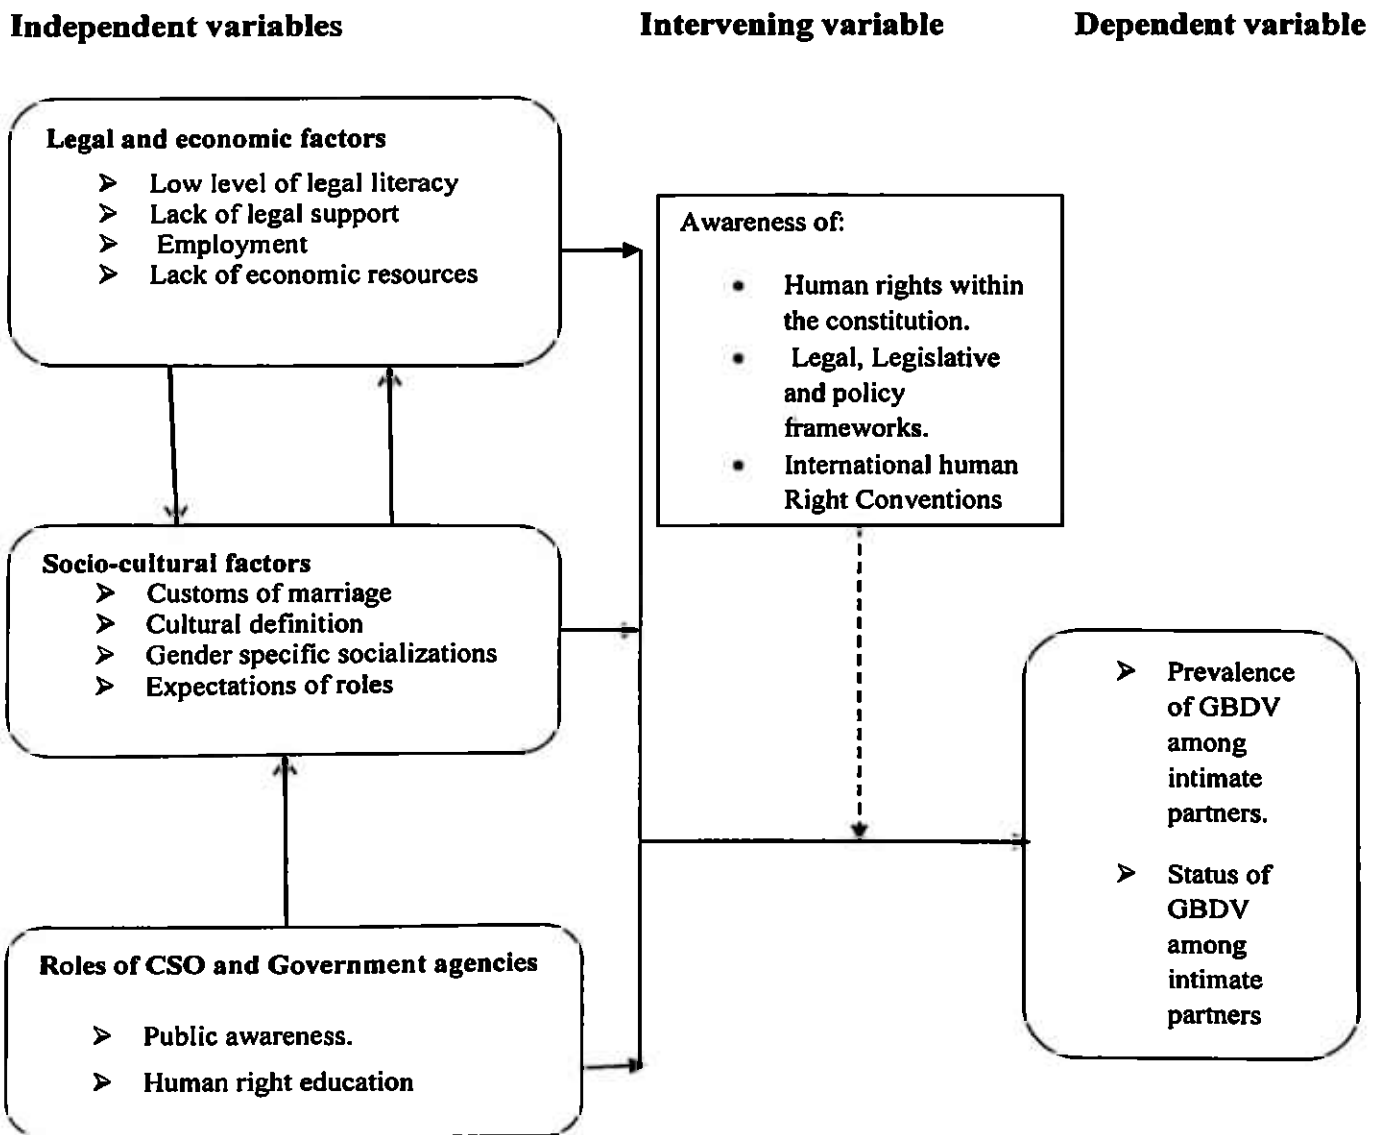 Independent variables
Intervening variable
Dependent variable
Legal and economic factors
➢ Low level of legal literacy
➢ Lack of legal support
➢ Employment
➢ Lack of economic resources
Awareness of:
• Human rights within
the constitution.
• Legal, Legislative
and policy
frameworks.
• International human
Right Conventions
Socio-cultural factors
➢ Customs of marriage
➢ Cultural definition
➢ Gender specific socializations
➢ Expectations of roles
➢ Prevalence
of GBDV
among
intimate
partners.
➢ Status of
GBDV
among
intimate
partners
Roles of CSO and Government agencies
➢ Public awareness.
➢ Human right education